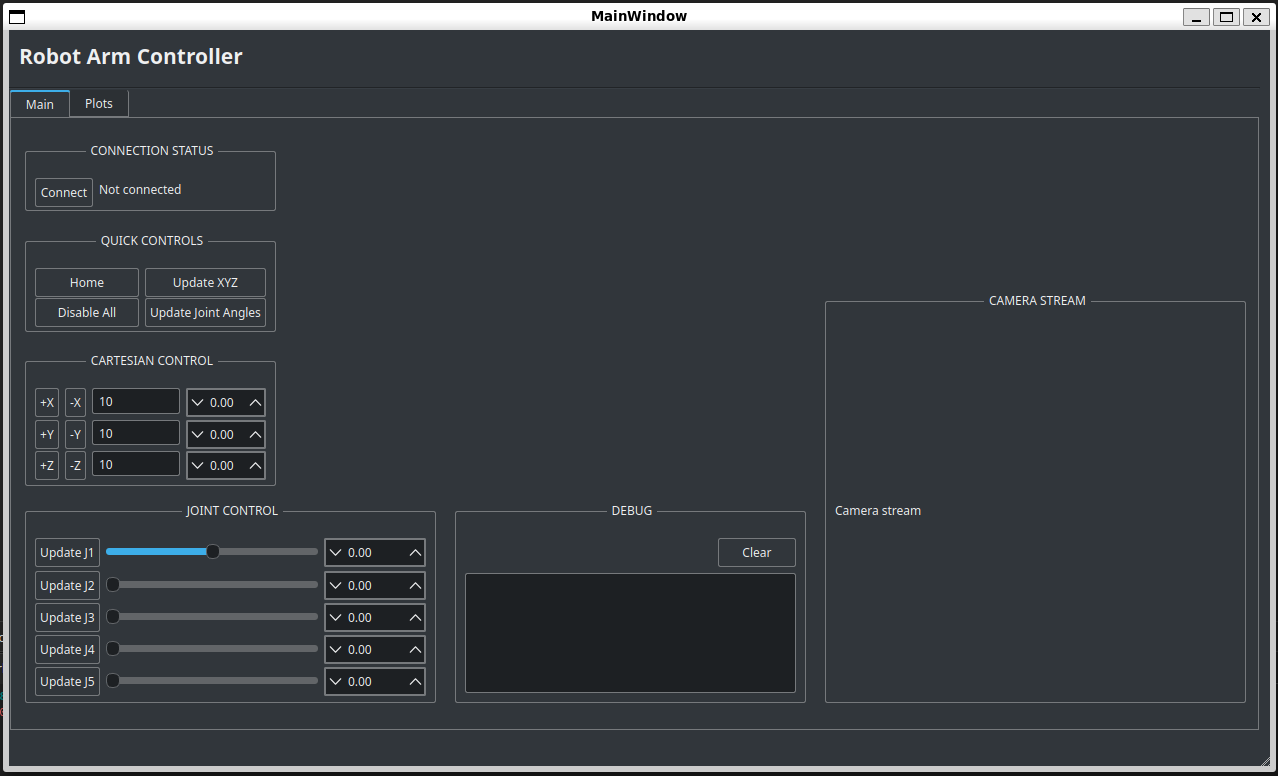 MainWindow
Robot Arm Controller
Main Plots
CONNECTION STATUS
Connect Not connected
QUICK CONTROLS
Home Update XYZ
Disable All Update Joint Angles
CARTESIAN CONTROL
+X -X 10 0.00
+Y -Y 10 0.00
+Z -Z 10 0.00
JOINT CONTROL
Update J1 0.00
Update J2 0.00
Update J3 0.00
Update J4 0.00
Update J5 0.00
DEBUG
Clear
CAMERA STREAM
Camera stream